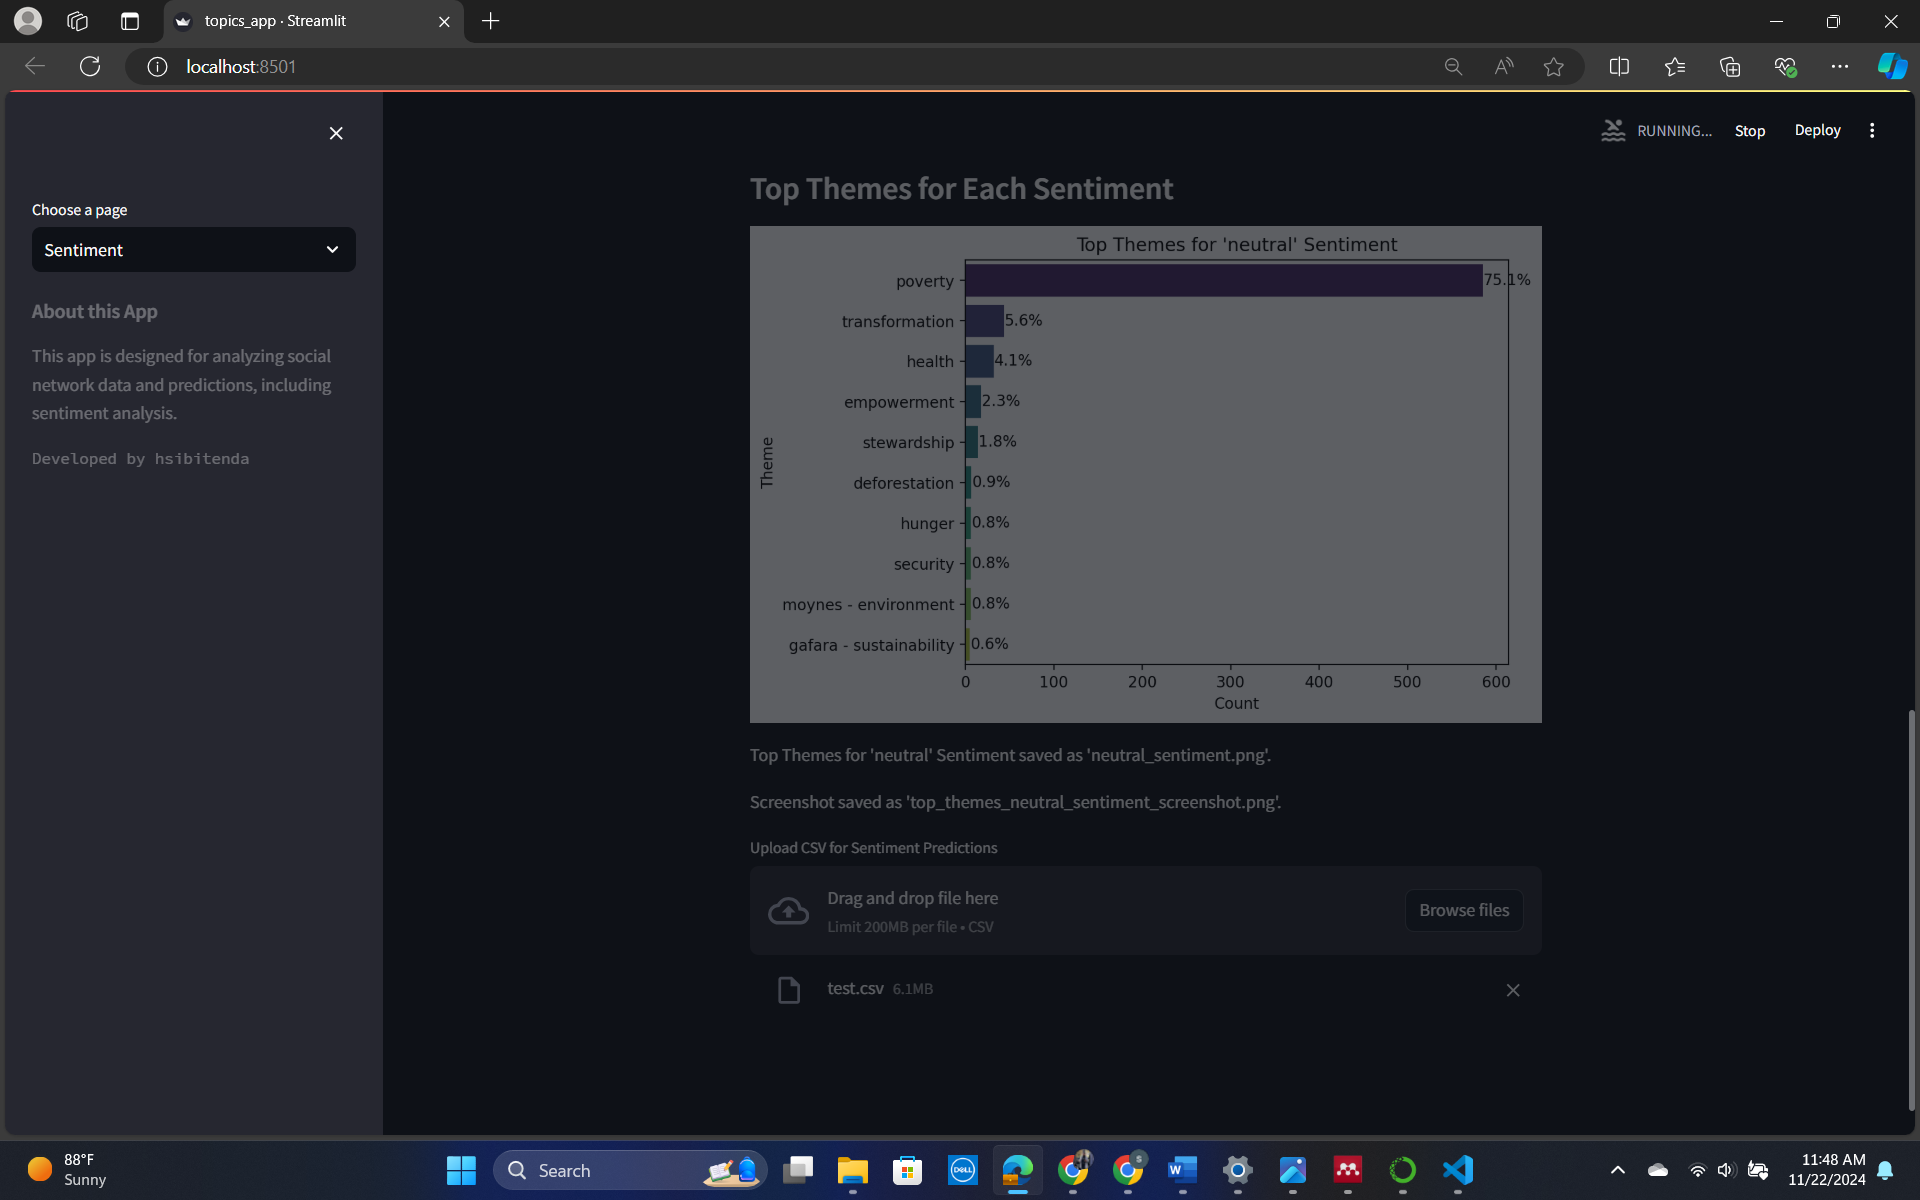 topics_app · Streamlit
localhost:8501
RUNNING...
Stop
Deploy
Choose a page
Sentiment
About this App
This app is designed for analyzing social
network data and predictions, including
sentiment analysis.
Developed by hsibitenda
Top Themes for Each Sentiment
Top Themes for 'neutral' Sentiment
poverty 75.1%
transformation 5.6%
health 4.1%
empowerment 2.3%
stewardship 1.8%
deforestation 0.9%
hunger 0.8%
security 0.8%
moynes - environment 0.8%
gafara - sustainability 0.6%
Theme
0 100 200 300 400 500 600
Count
Top Themes for 'neutral' Sentiment saved as 'neutral_sentiment.png'.
Screenshot saved as 'top_themes_neutral_sentiment_screenshot.png'.
Upload CSV for Sentiment Predictions
Drag and drop file here
Limit 200MB per file • CSV
Browse files
test.csv 6.1MB
88°F
Sunny
Search
DELL
11:48 AM
11/22/2024